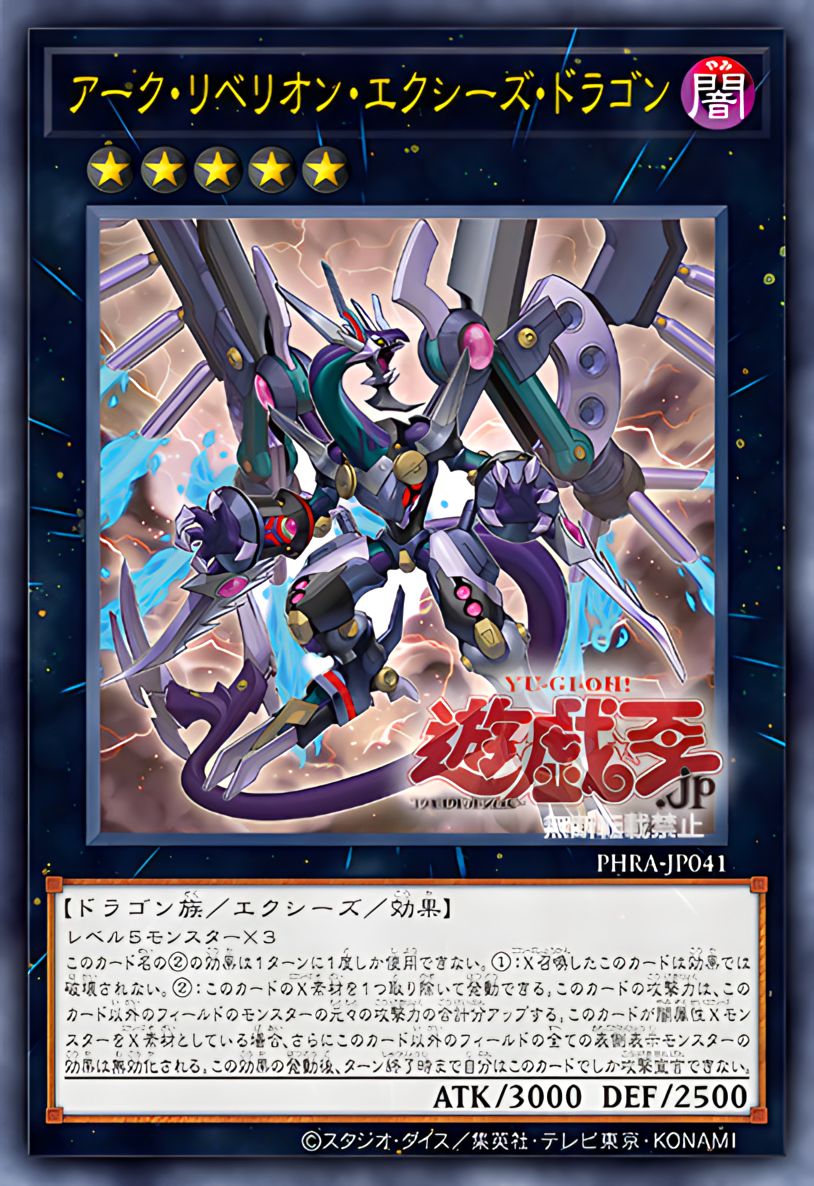 アーク・リベリオン・エクシーズ・ドラゴン
闇
やみ
YU-GI-OH!
遊戯王
.JP
無断転載禁止
PHRA-JP041
【ドラゴン族／エクシーズ／効果】
レベル5モンスター×3
このカード名の②の効果は1ターンに1度しか使用できない。①：X召喚したこのカードは効果では
破壊されない。②：このカードのX素材を1つ取り除いて発動できる。このカードの攻撃力は、この
カード以外のフィールドのモンスターの元々の攻撃力の合計分アップする。このカードが闇属性Xモン
スターをX素材としている場合、さらにこのカード以外のフィールドの全ての表側表示モンスターの
効果は無効化される。この効果の発動後、ターン終了時まで自分はこのカードでしか攻撃宣言できない。
ATK/3000 DEF/2500
©スタジオ・ダイス／集英社・テレビ東京・KONAMI